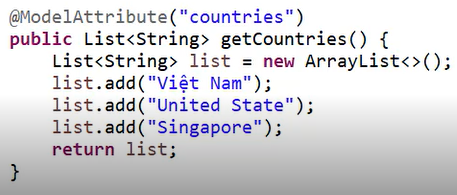 @ModelAttribute("countries")
public List<String> getCountries() {
    List<String> list = new ArrayList<>();
    list.add("Việt Nam");
    list.add("United State");
    list.add("Singapore");
    return list;
}